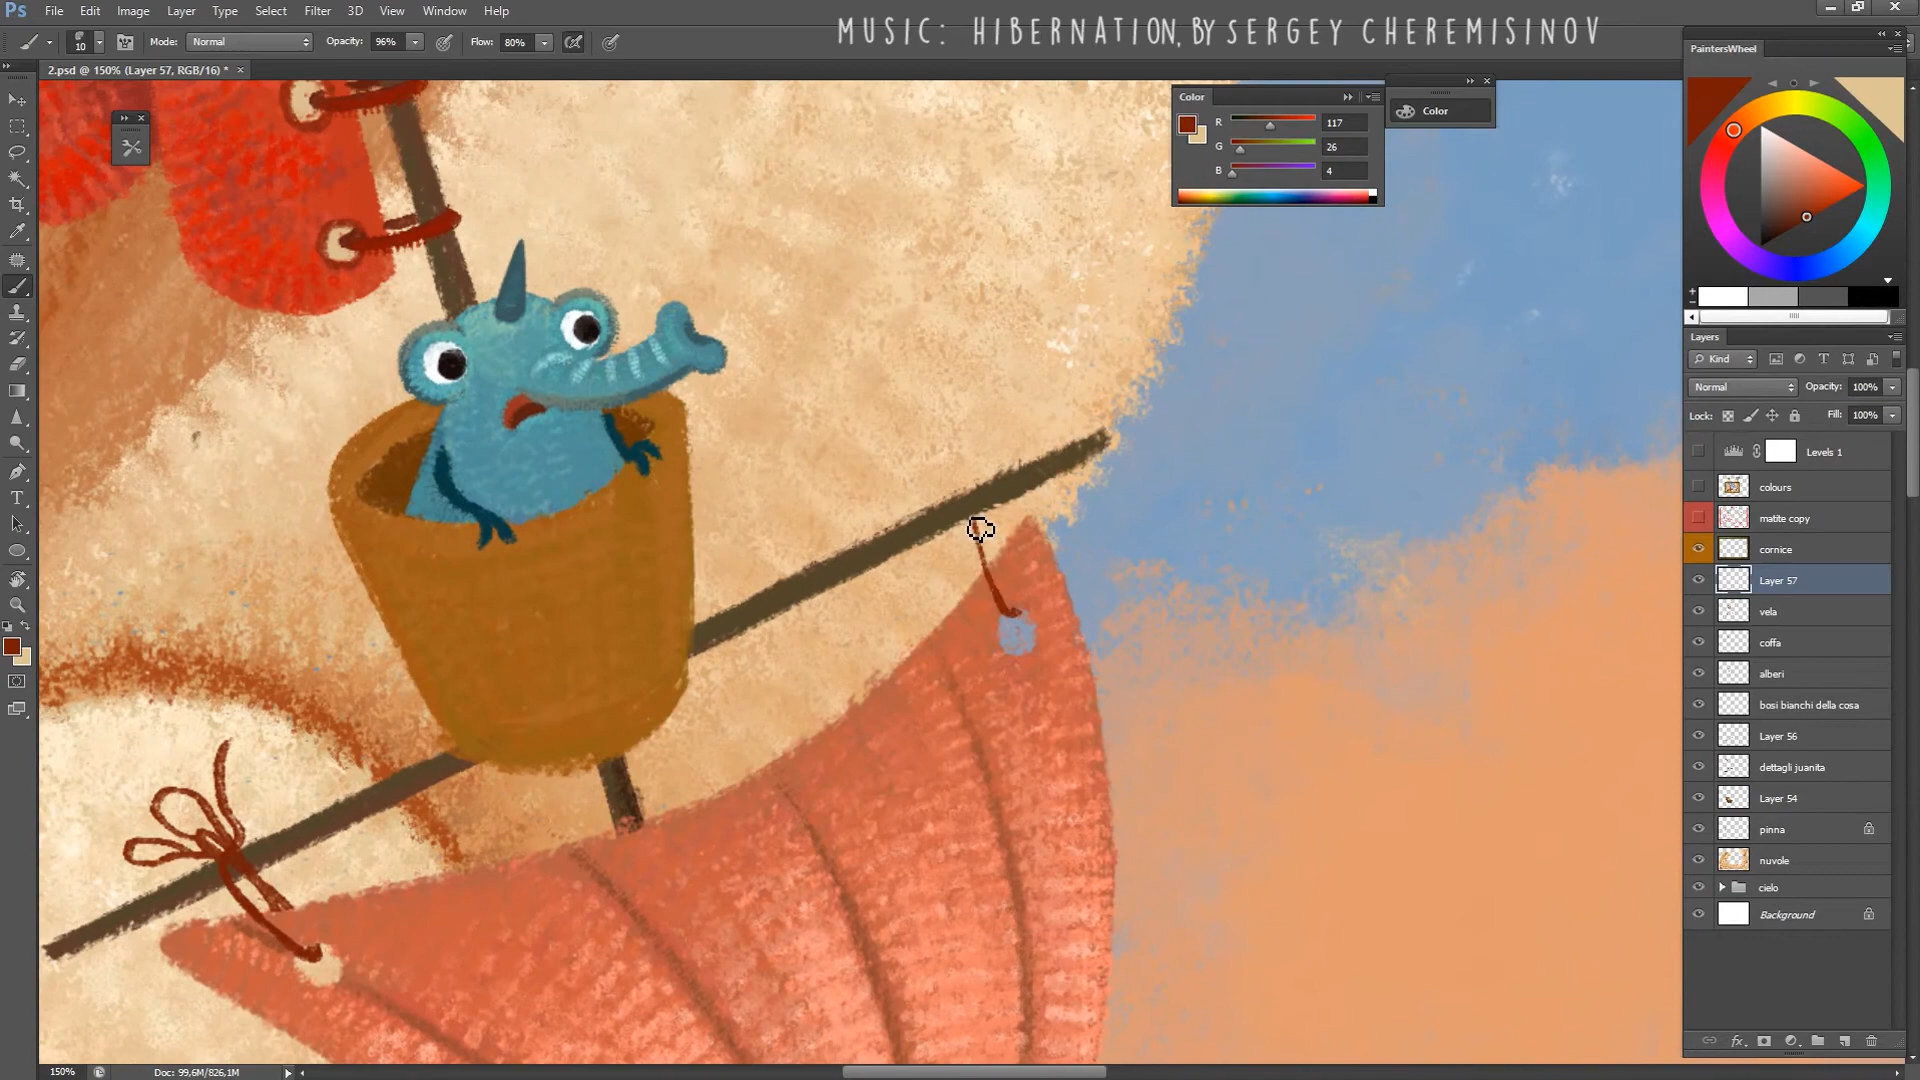 Ps File Edit Image Layer Type Select Filter 3D View Window Help
MUSIC: HIBERNATION, BY SERGEY CHEREMISINOV
10 Mode: Normal Opacity: 96% Flow: 80%
2.psd @ 150% (Layer 57, RGB/16) * ×
PaintersWheel
Color
R 117
G 26
B 4
Color
Layers
Kind
Normal Opacity: 100%
Lock: Fill: 100%
Levels 1
colours
matite copy
cornice
Layer 57
vela
coffa
alberi
bosi bianchi della cosa
Layer 56
dettagli juanita
Layer 54
pinna
nuvole
cielo
Background
fx
150% Doc: 99,6M/826,1M